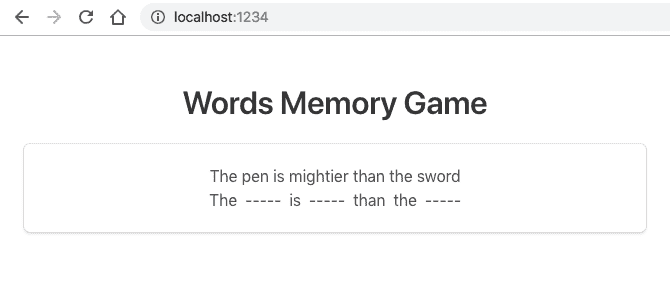 localhost:1234
Words Memory Game
The pen is mightier than the sword
The ----- is ----- than the -----